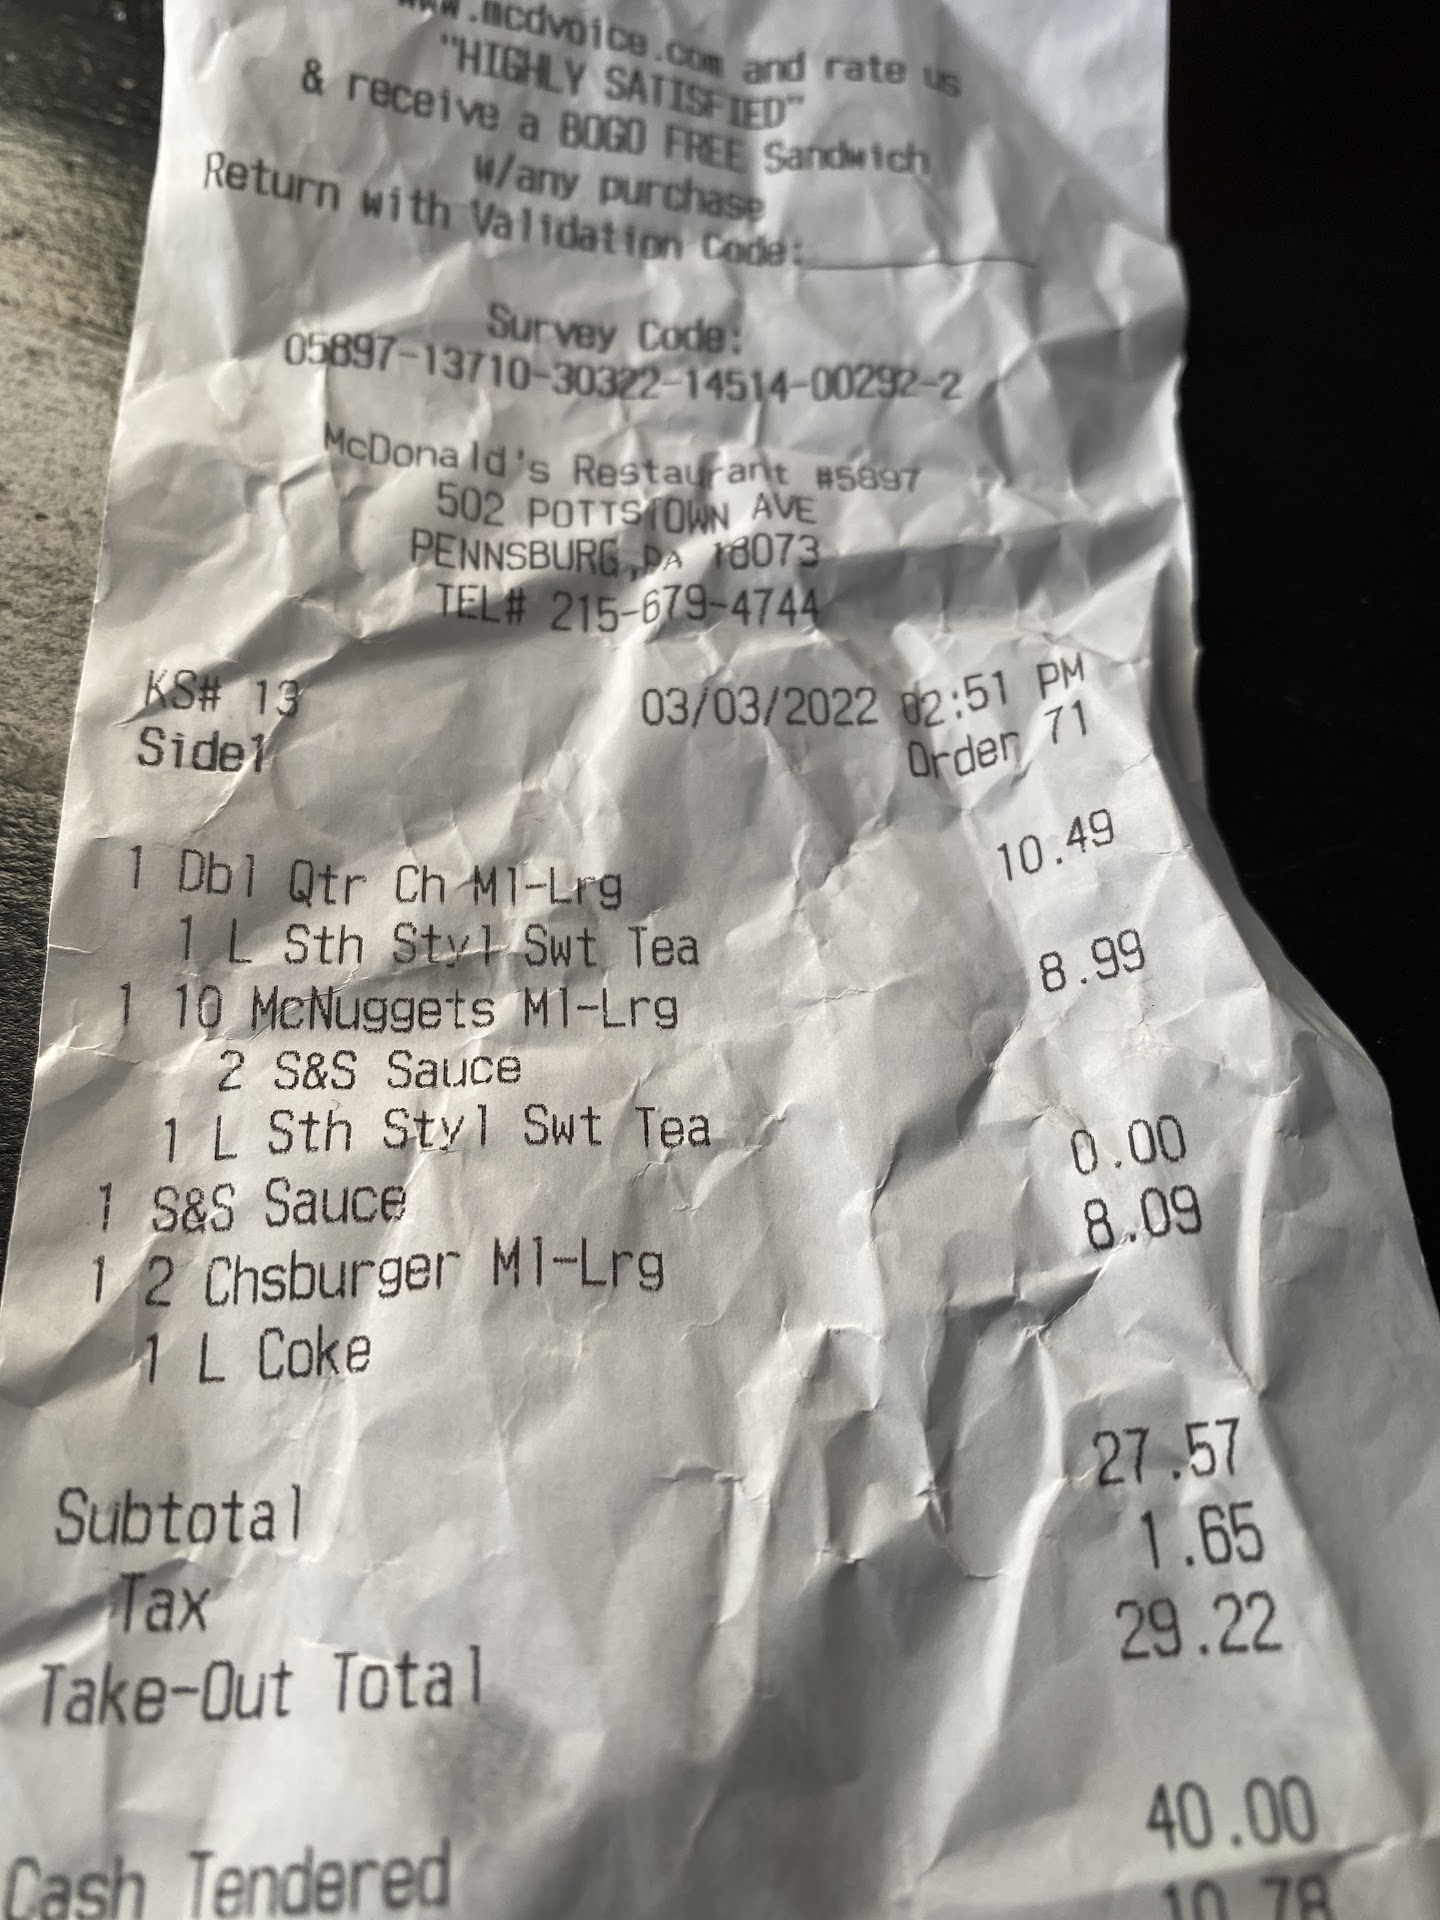 www.mcdvoice.com and rate us
"HIGHLY SATISFIED"
& receive a BOGO FREE Sandwich
w/any purchase
Return with Validation Code:
Survey Code:
05897-13710-30322-14514-00292-2
McDonald's Restaurant #5897
502 POTTSTOWN AVE
PENNSBURG,PA 18073
TEL# 215-679-4744
KS# 13 03/03/2022 02:51 PM
Side1 Order 71
1 Dbl Qtr Ch Ml-Lrg 10.49
1 L Sth Styl Swt Tea
1 10 McNuggets Ml-Lrg 8.99
2 S&S Sauce
1 L Sth Styl Swt Tea
1 S&S Sauce 0.00
1 2 Chsburger Ml-Lrg 8.09
1 L Coke
Subtotal 27.57
Tax 1.65
Take-Out Total 29.22
Cash Tendered 40.00
10.78